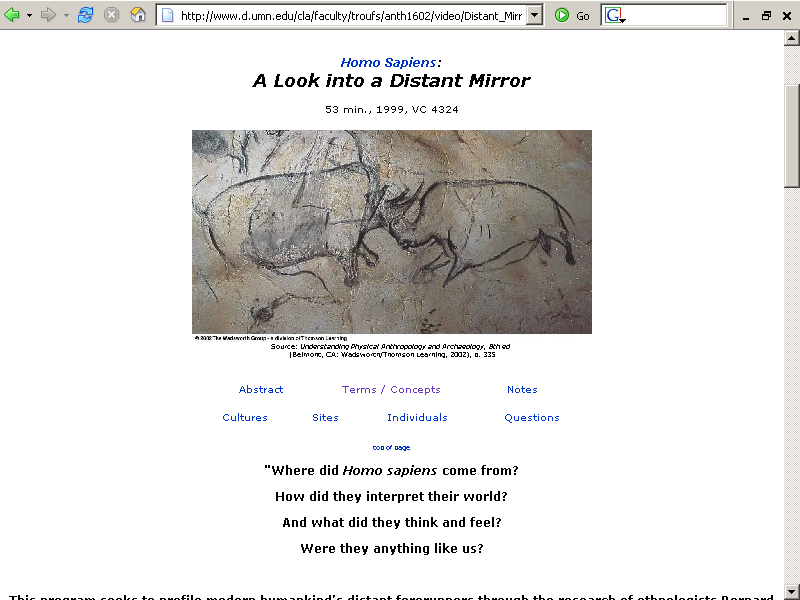 http://www.d.umn.edu/cla/faculty/troufs/anth1602/video/Distant_Mirr
Go
G
Homo Sapiens:
A Look into a Distant Mirror
53 min., 1999, VC 4324
© 2002 The Wadsworth Group - a division of Thomson Learning
Source: Understanding Physical Anthropology and Archaeology, 8th ed
(Belmont, CA: Wadsworth/Thomson Learning, 2002), p. 335
Abstract Terms / Concepts Notes
Cultures Sites Individuals Questions
top of page
"Where did Homo sapiens come from?
How did they interpret their world?
And what did they think and feel?
Were they anything like us?
This program seeks to profile modern humankind's distant forerunners through the research of ethnologists Bernard